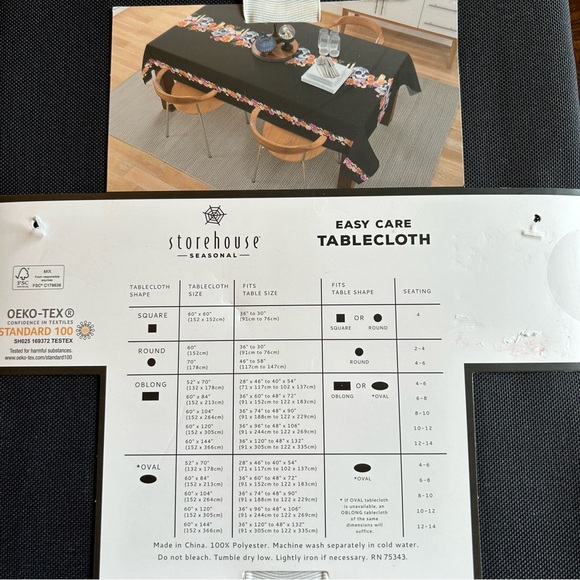 storehouse
SEASONAL
EASY CARE
TABLECLOTH
MIX
FSC
FSC® C178636
OEKO-TEX®
CONFIDENCE IN TEXTILES
STANDARD 100
SH025 169372 TESTEX
Tested for harmful substances.
www.oeko-tex.com/standard100
TABLECLOTH SHAPE TABLECLOTH SIZE FITS TABLE SIZE FITS TABLE SHAPE SEATING
SQUARE 60" x 60" 36" to 30" OR 4
(152 x 152cm) (91cm to 76cm) SQUARE ROUND
ROUND 60" 36" to 30" 2-4
(152cm) (91cm to 76cm)
70" 46" to 58" ROUND 4-6
(178cm) (117cm to 147cm)
OBLONG 52" x 70" 28" x 46" to 40" x 54" OR 4-6
(132 x 178cm) (71 x 117cm to 102 x 137cm) OBLONG *OVAL
60" x 84" 36" x 60" to 48" x 72" 6-8
(152 x 213cm) (91 x 152cm to 122 x 183cm)
60" x 104" 36" x 74" to 48" x 90" 8-10
(152 x 264cm) (91 x 188cm to 122 x 229cm)
60" x 120" 36" x 96" to 48" x 106" 10-12
(152 x 305cm) (91 x 244cm to 122 x 269cm)
60" x 144" 36" x 120" to 48" x 132" 12-14
(152 x 366cm) (91 x 305cm to 122 x 335cm)
*OVAL 52" x 70" 28" x 46" to 40" x 54" 4-6
(132 x 178cm) (71 x 117cm to 102 x 137cm) *OVAL
60" x 84" 36" x 60" to 48" x 72" 6-8
(152 x 213cm) (91 x 152cm to 122 x 183cm)
60" x 104" 36" x 74" to 48" x 90" 8-10
(152 x 264cm) (91 x 188cm to 122 x 229cm)
60" x 120" 36" x 96" to 48" x 106" 10-12
(152 x 305cm) (91 x 244cm to 122 x 269cm)
60" x 144" 36" x 120" to 48" x 132" 12-14
(152 x 366cm) (91 x 305cm to 122 x 335cm)
* If OVAL tablecloth
is unavailable, an
OBLONG tablecloth
of the same
dimensions will
suffice.
Made in China. 100% Polyester. Machine wash separately in cold water.
Do not bleach. Tumble dry low. Lightly iron if necessary. RN 75343.